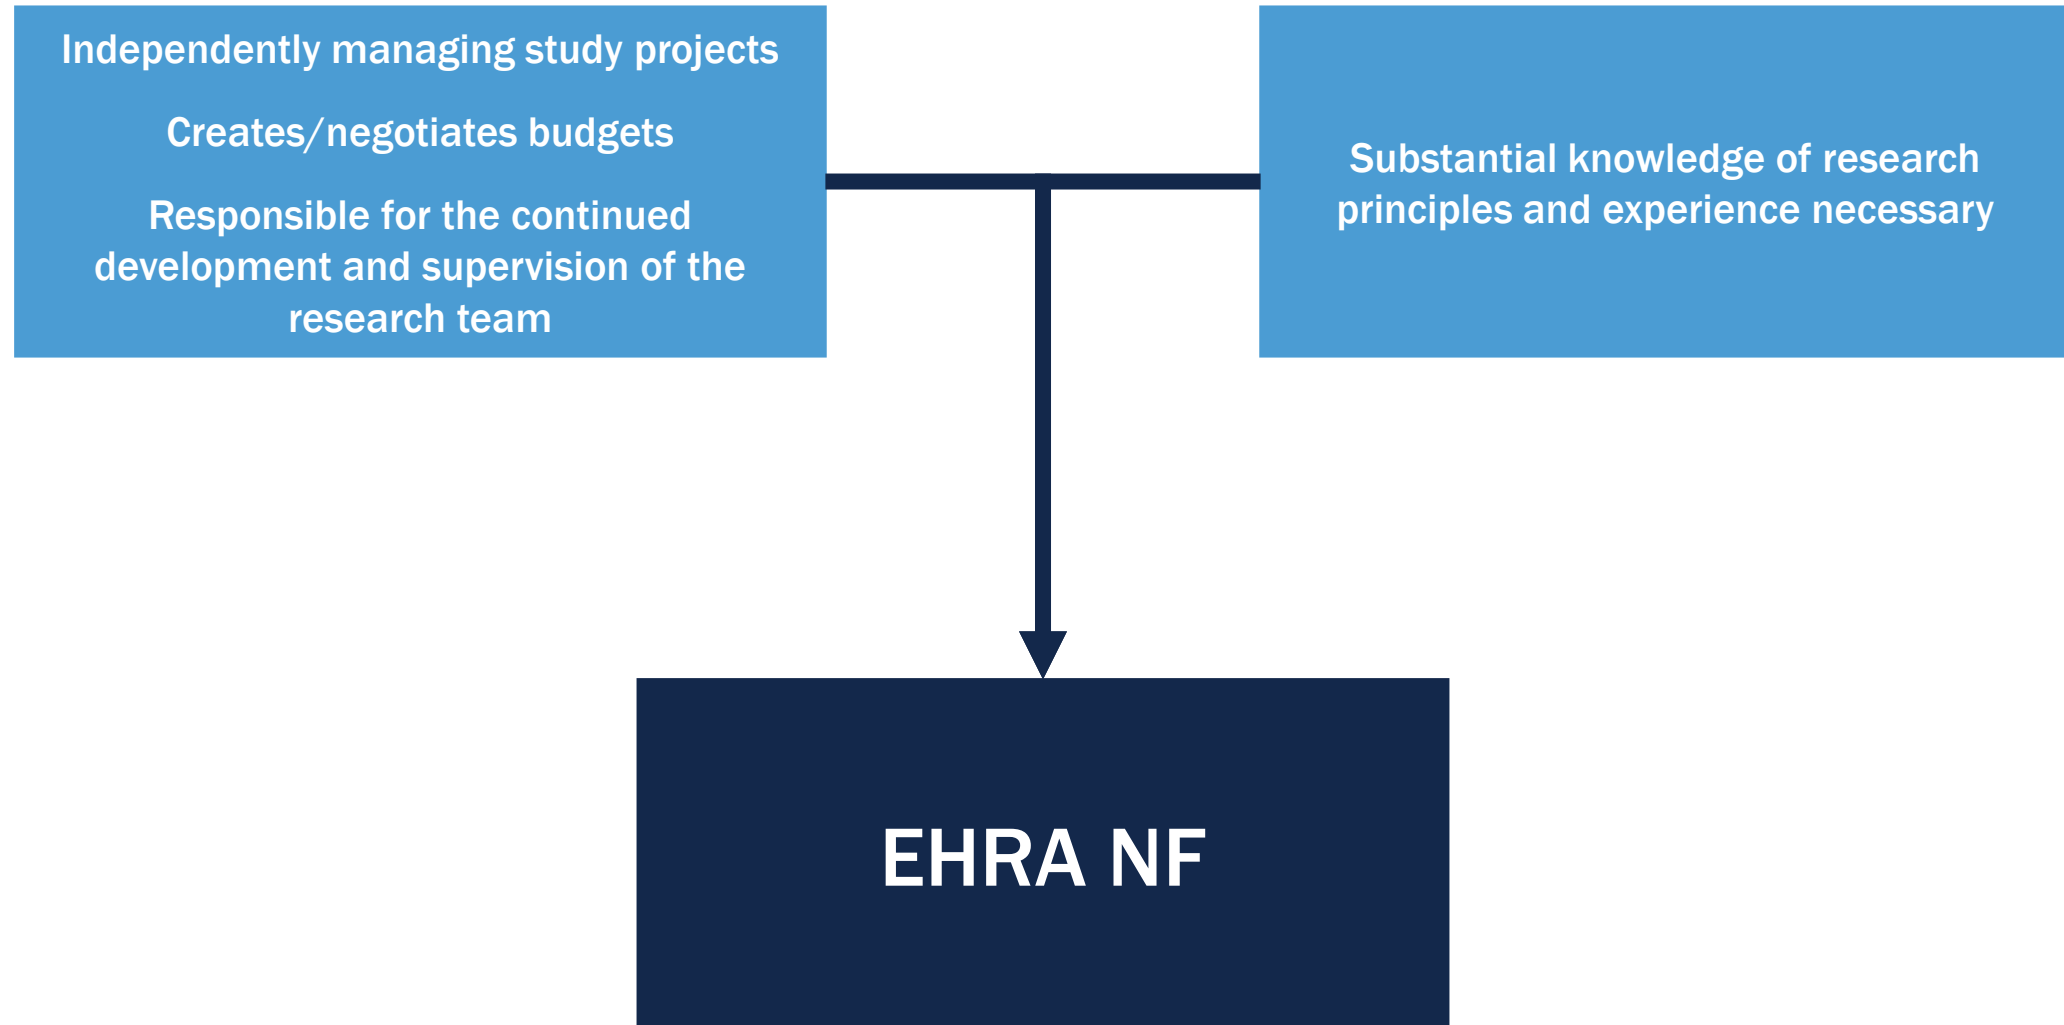 Independently managing study projects
Creates/negotiates budgets
Responsible for the continued
development and supervision of the
research team
Substantial knowledge of research
principles and experience necessary
EHRA NF